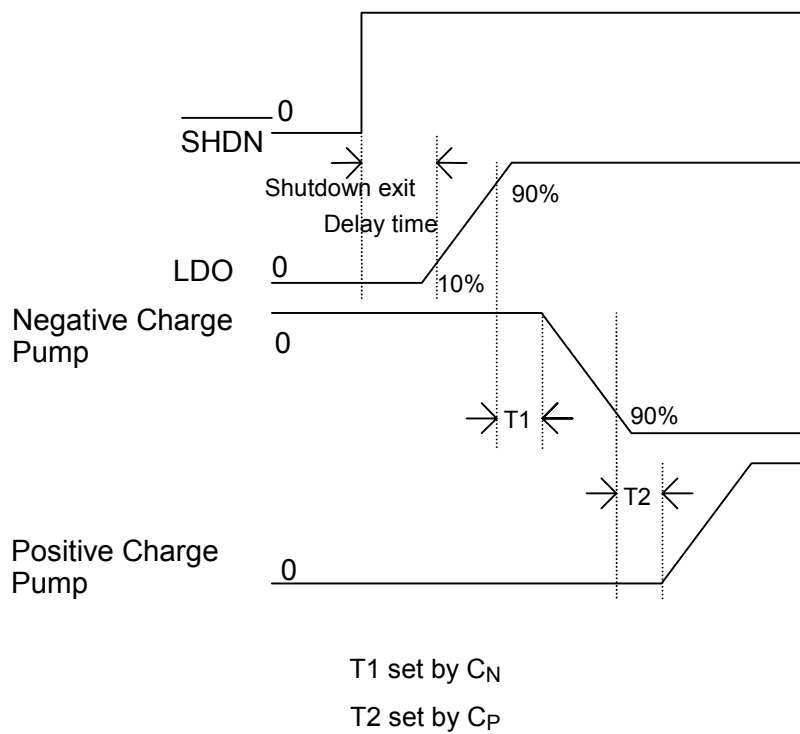 0
SHDN
Shutdown exit
90%
Delay time
LDO
0
10%
Negative Charge
Pump
0
T1
90%
T2
Positive Charge
Pump
0
T1 set by CN
T2 set by CP